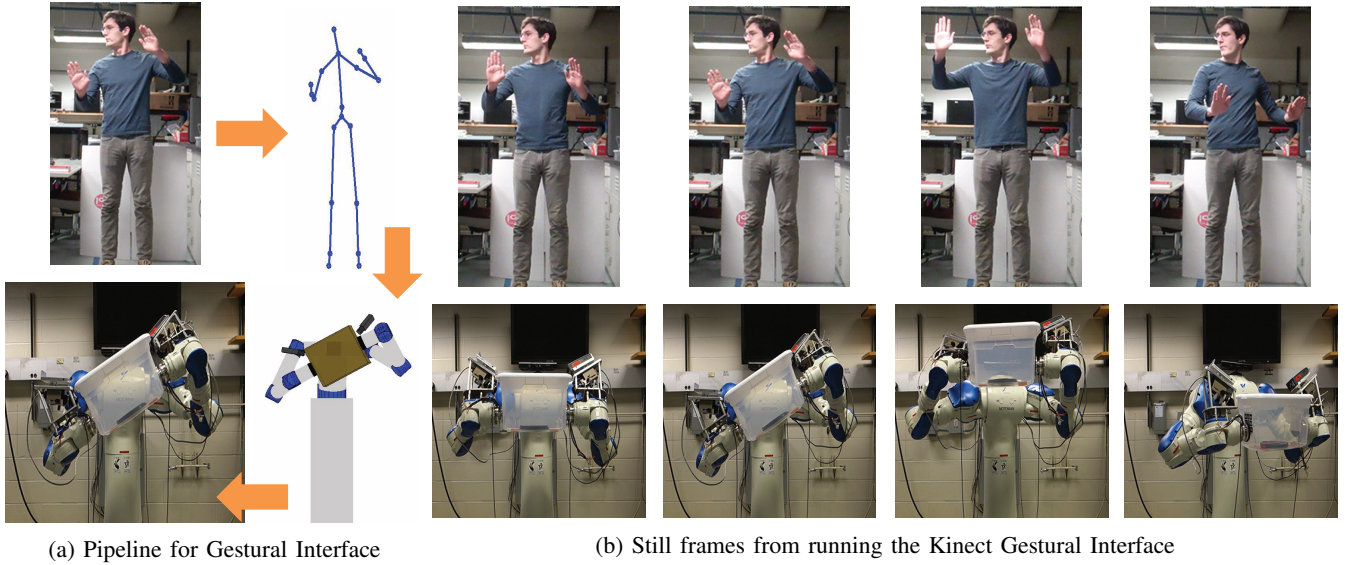 (a) Pipeline for Gestural Interface
(b) Still frames from running the Kinect Gestural Interface